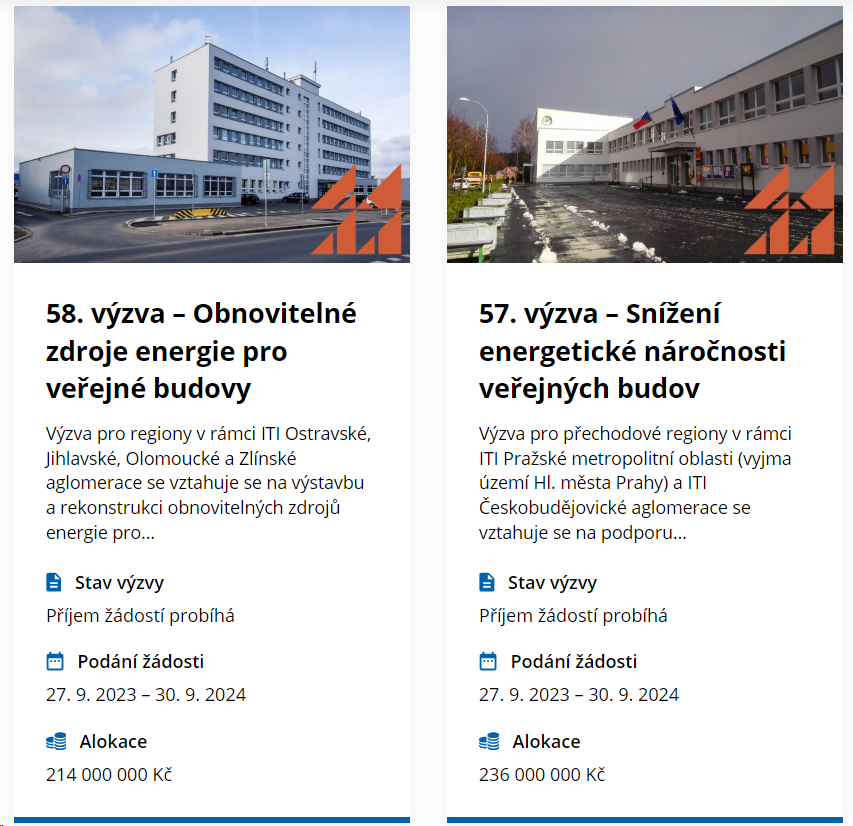 58. výzva – Obnovitelné
zdroje energie pro
veřejné budovy
Výzva pro regiony v rámci ITI Ostravské,
Jihlavské, Olomoucké a Zlínské
aglomerace se vztahuje se na výstavbu
a rekonstrukci obnovitelných zdrojů
energie pro...
Stav výzvy
Příjem žádostí probíhá
Podání žádosti
27. 9. 2023 – 30. 9. 2024
Alokace
214 000 000 Kč
57. výzva – Snížení
energetické náročnosti
veřejných budov
Výzva pro přechodové regiony v rámci
ITI Pražské metropolitní oblasti (vyjma
území Hl. města Prahy) a ITI
Českobudějovické aglomerace se
vztahuje se na podporu...
Stav výzvy
Příjem žádostí probíhá
Podání žádosti
27. 9. 2023 – 30. 9. 2024
Alokace
236 000 000 Kč